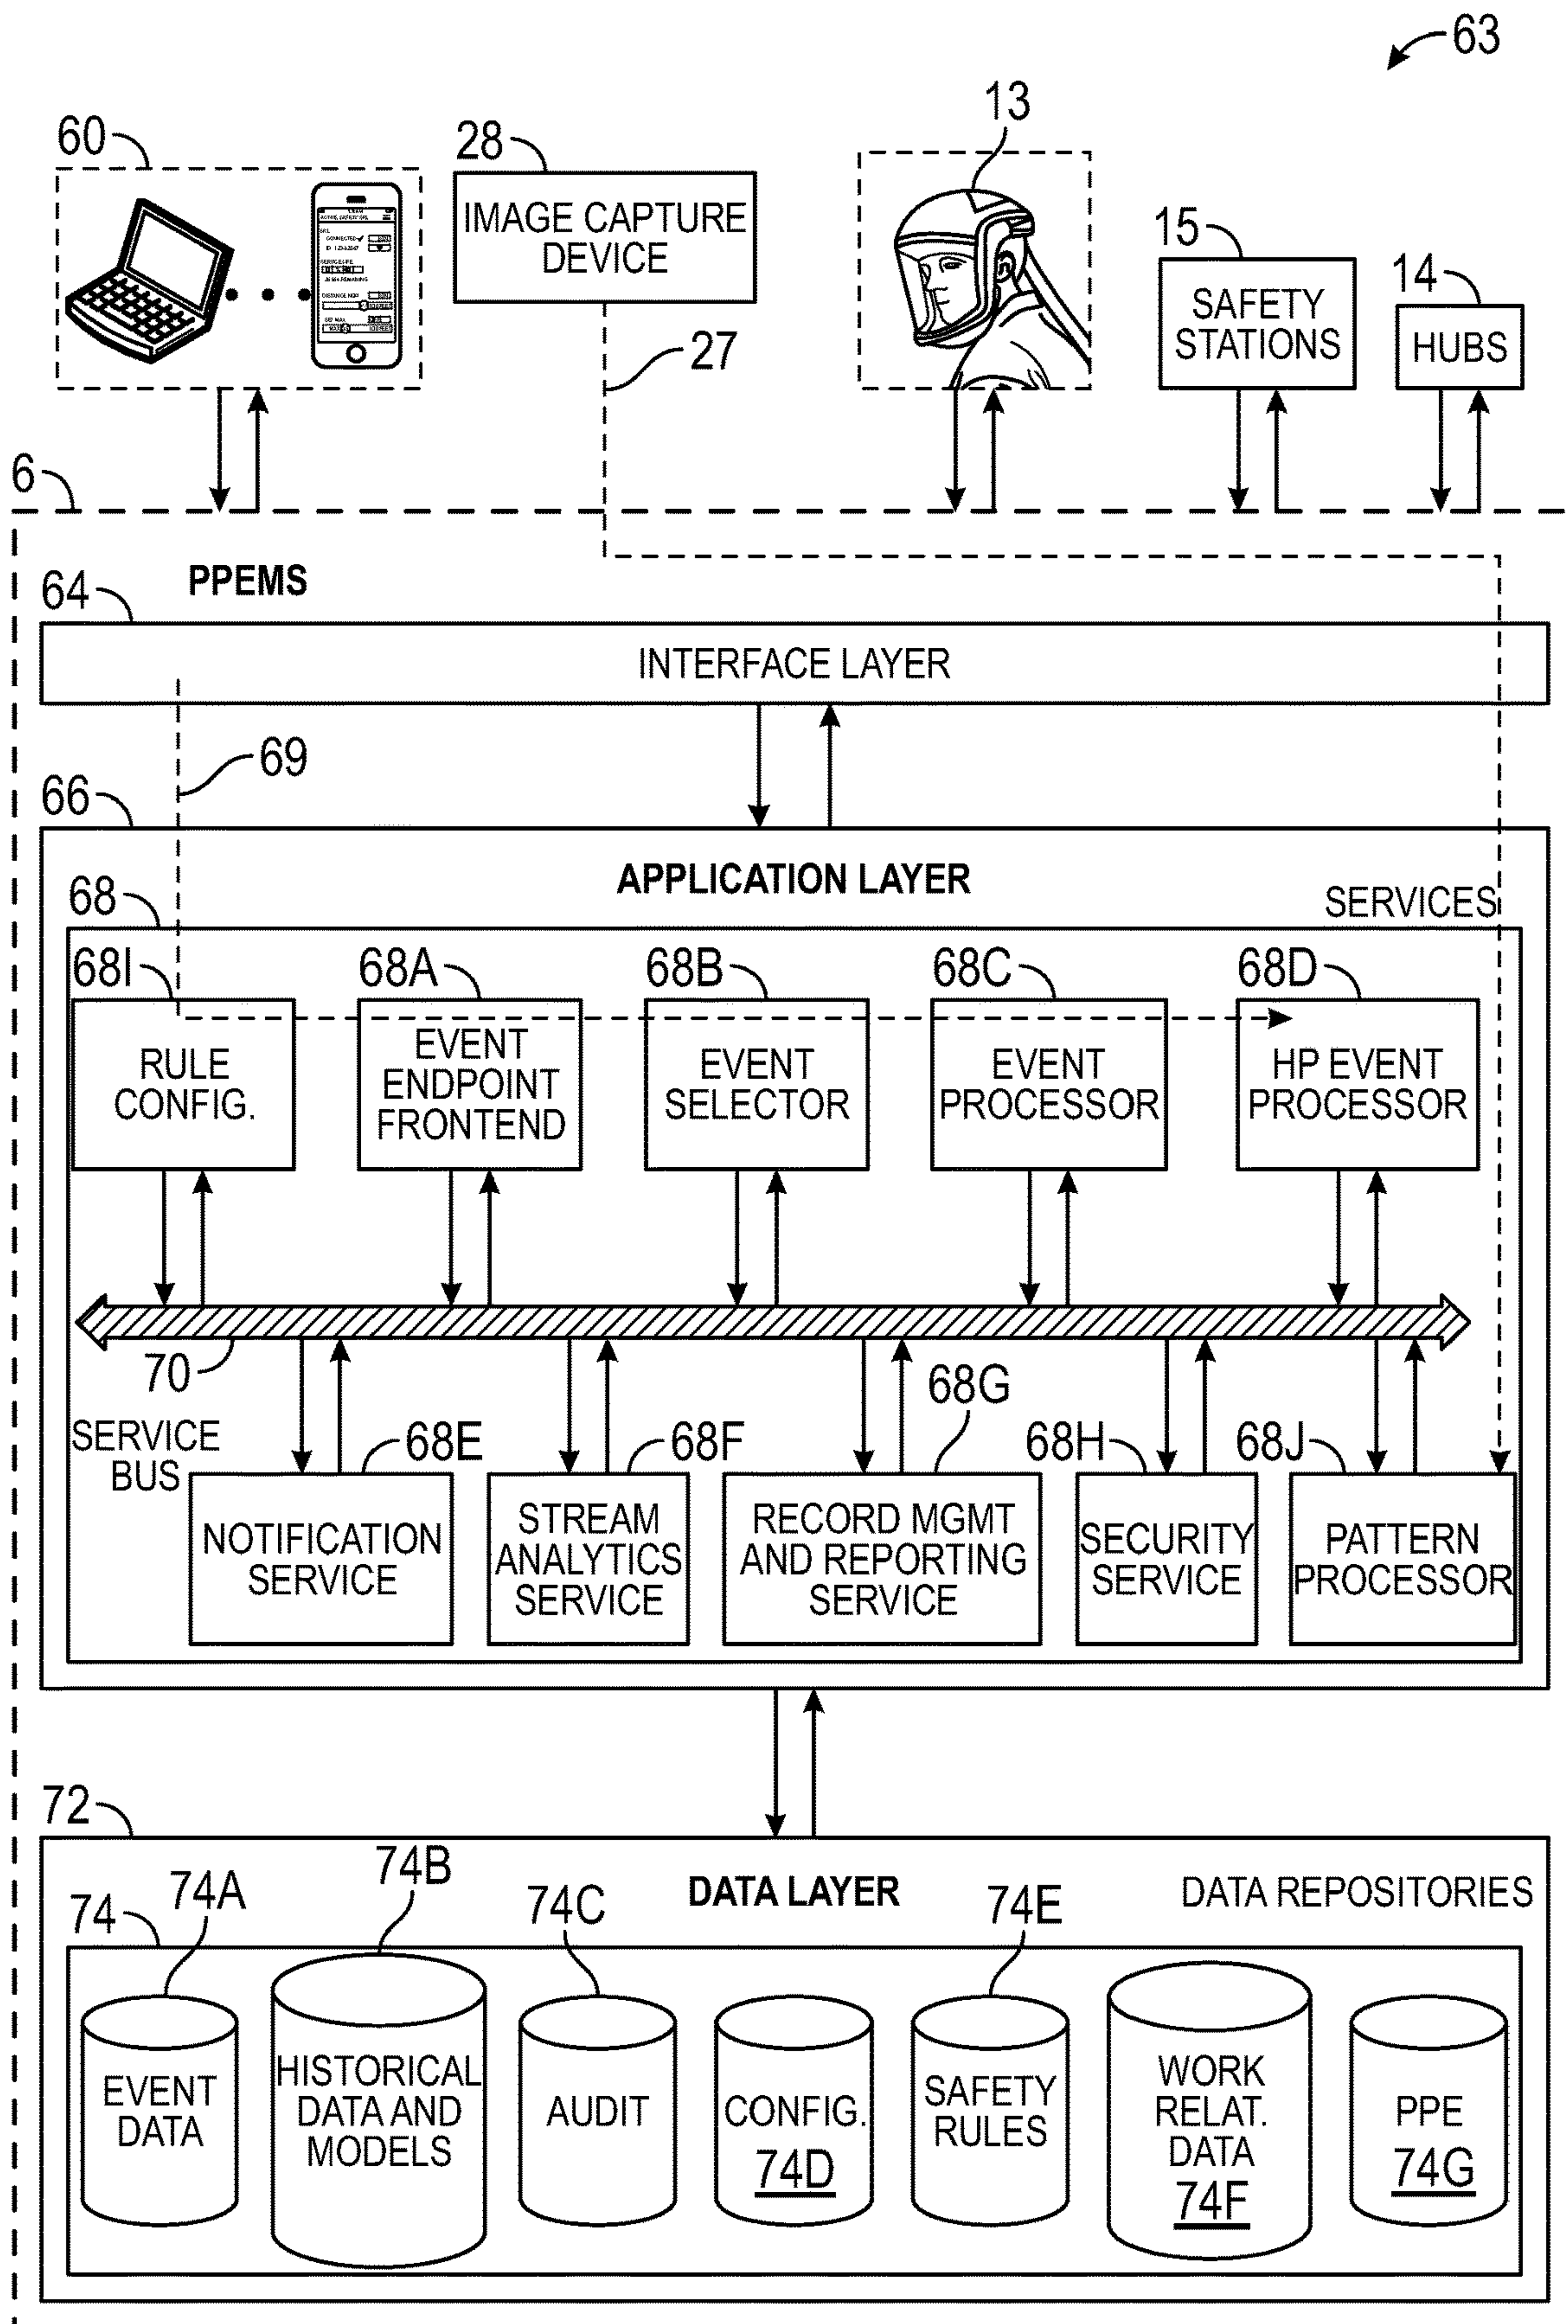 63
60
28
13
IMAGE CAPTURE
DEVICE
15
SAFETY
STATIONS
14
HUBS
27
6
PPEMS
64
INTERFACE LAYER
69
66
APPLICATION LAYER
68
SERVICES
68I
68A
68B
68C
68D
RULE
CONFIG.
EVENT
ENDPOINT
FRONTEND
EVENT
SELECTOR
EVENT
PROCESSOR
HP EVENT
PROCESSOR
70
SERVICE
BUS
68E
68F
68G
68H
68J
NOTIFICATION
SERVICE
STREAM
ANALYTICS
SERVICE
RECORD MGMT
AND REPORTING
SERVICE
SECURITY
SERVICE
PATTERN
PROCESSOR
72
DATA LAYER
DATA REPOSITORIES
74
74A
74B
74C
74E
EVENT
DATA
HISTORICAL
DATA AND
MODELS
AUDIT
CONFIG.
74D
SAFETY
RULES
WORK
RELAT.
DATA
74F
PPE
74G